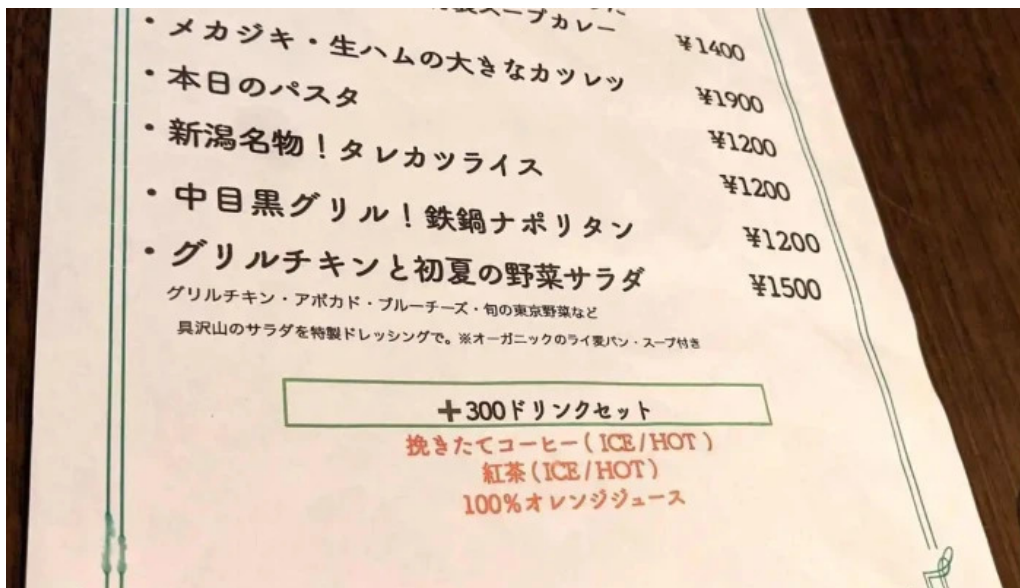 スープカレー ¥1400
・メカジキ・生ハムの大きなカツレツ ¥1900
・本日のパスタ ¥1200
・新潟名物！タレカツライス ¥1200
・中目黒グリル！鉄鍋ナポリタン ¥1200
・グリルチキンと初夏の野菜サラダ ¥1500
グリルチキン・アボカド・ブルーチーズ・旬の東京野菜など
具沢山のサラダを特製ドレッシングで。※オーガニックのライ麦パン・スープ付き
＋300ドリンクセット
挽きたてコーヒー( ICE / HOT )
紅茶( ICE / HOT )
100%オレンジジュース